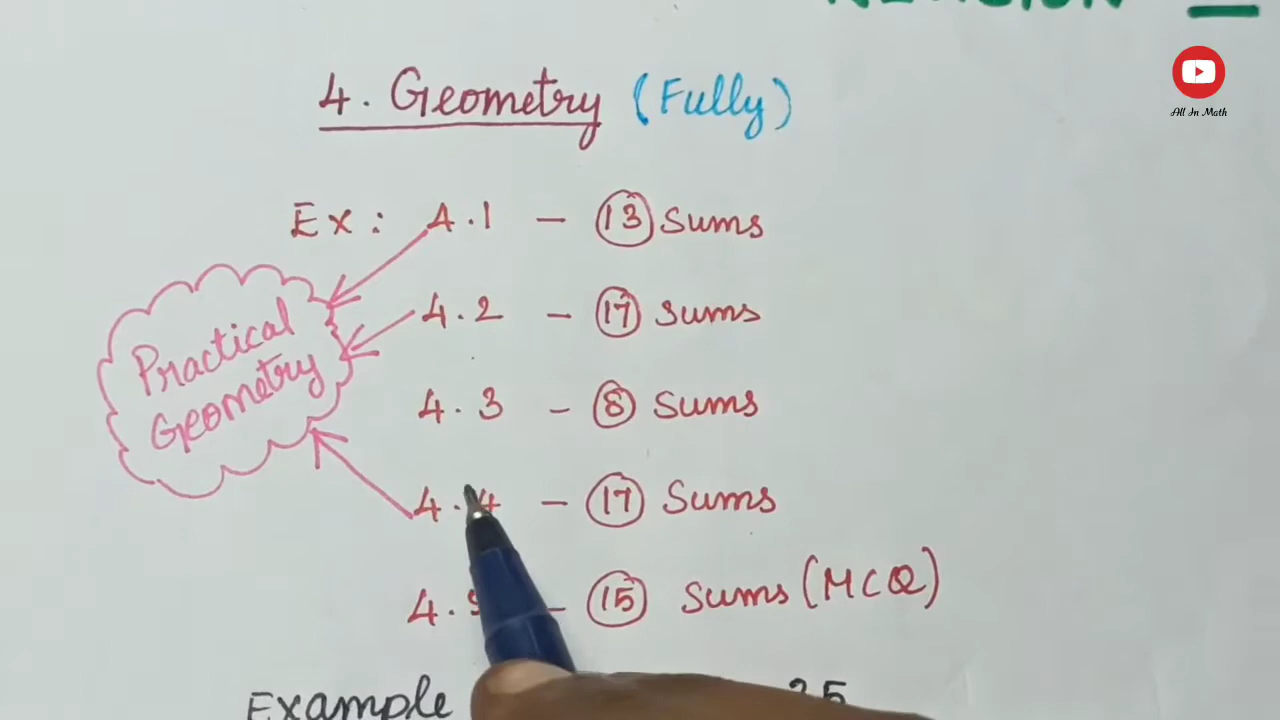 4. Geometry (Fully)
All In Math
Ex: 4.1 - 13 Sums
4.2 - 17 Sums
Practical
Geometry
4.3 - 8 Sums
4.4 - 17 Sums
4. - 15 Sums (MCQ)
Example